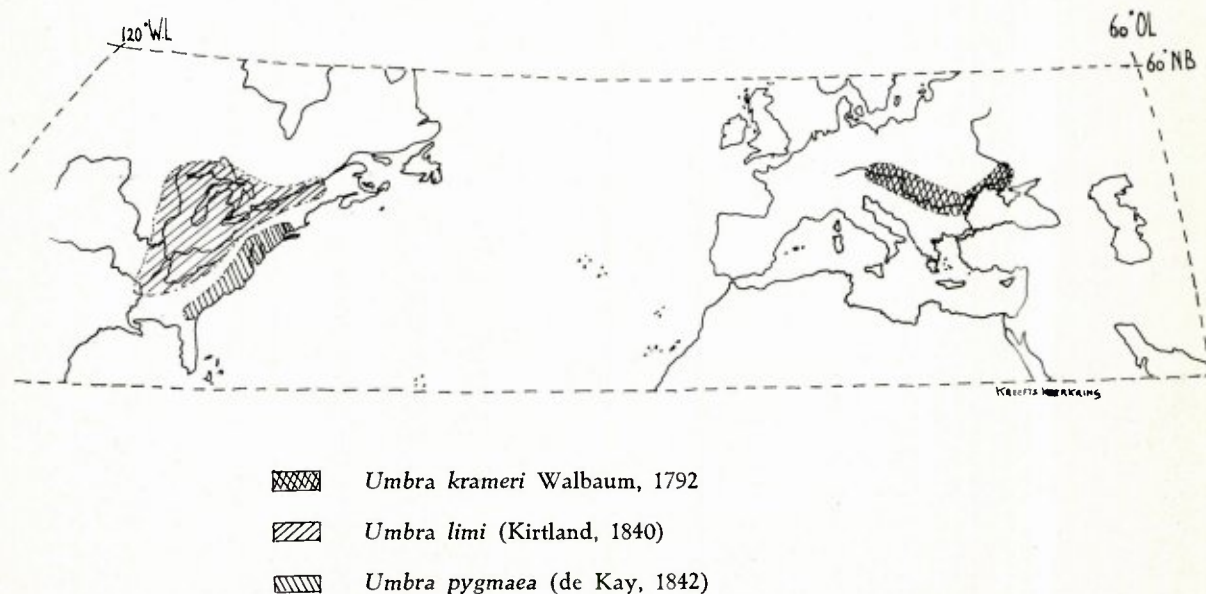 120° W.L
60° OL
60° NB
Umbra krameri Walbaum, 1792
Umbra limi (Kirtland, 1840)
Umbra pygmaea (de Kay, 1842)